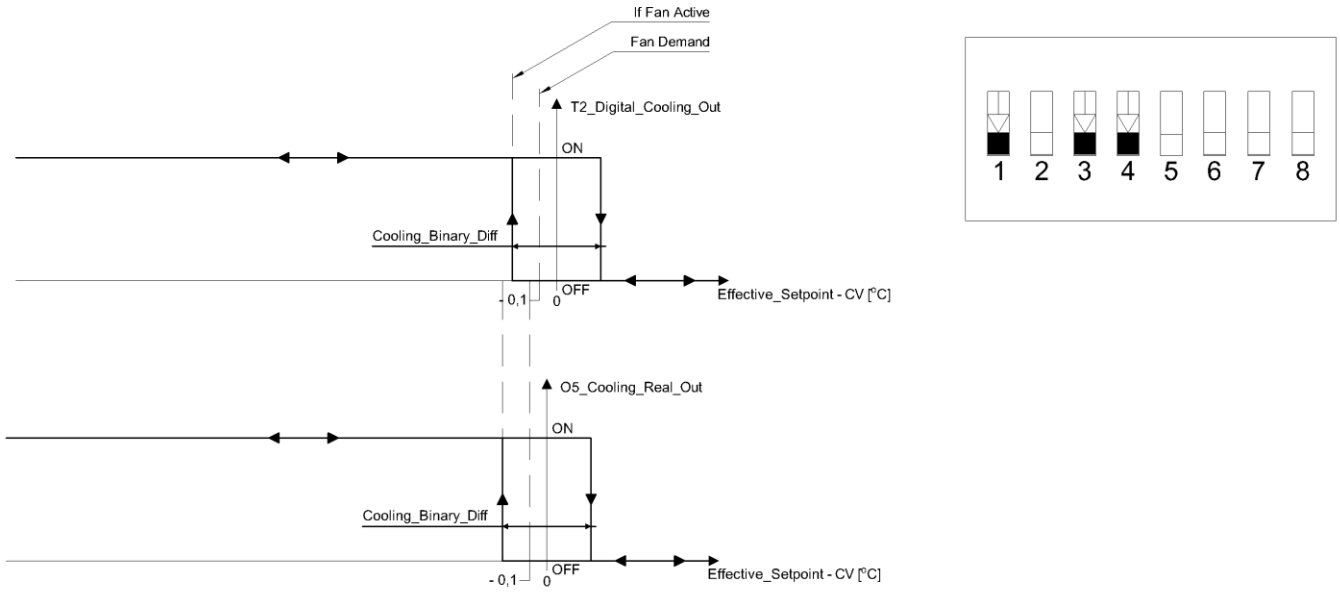 If Fan Active
Fan Demand
T2_Digital_Cooling_Out
ON
Cooling_Binary_Diff
OFF
- 0,1
0
Effective_Setpoint - CV [°C]
O5_Cooling_Real_Out
ON
Cooling_Binary_Diff
OFF
- 0,1
0
Effective_Setpoint - CV [°C]
1 2 3 4 5 6 7 8